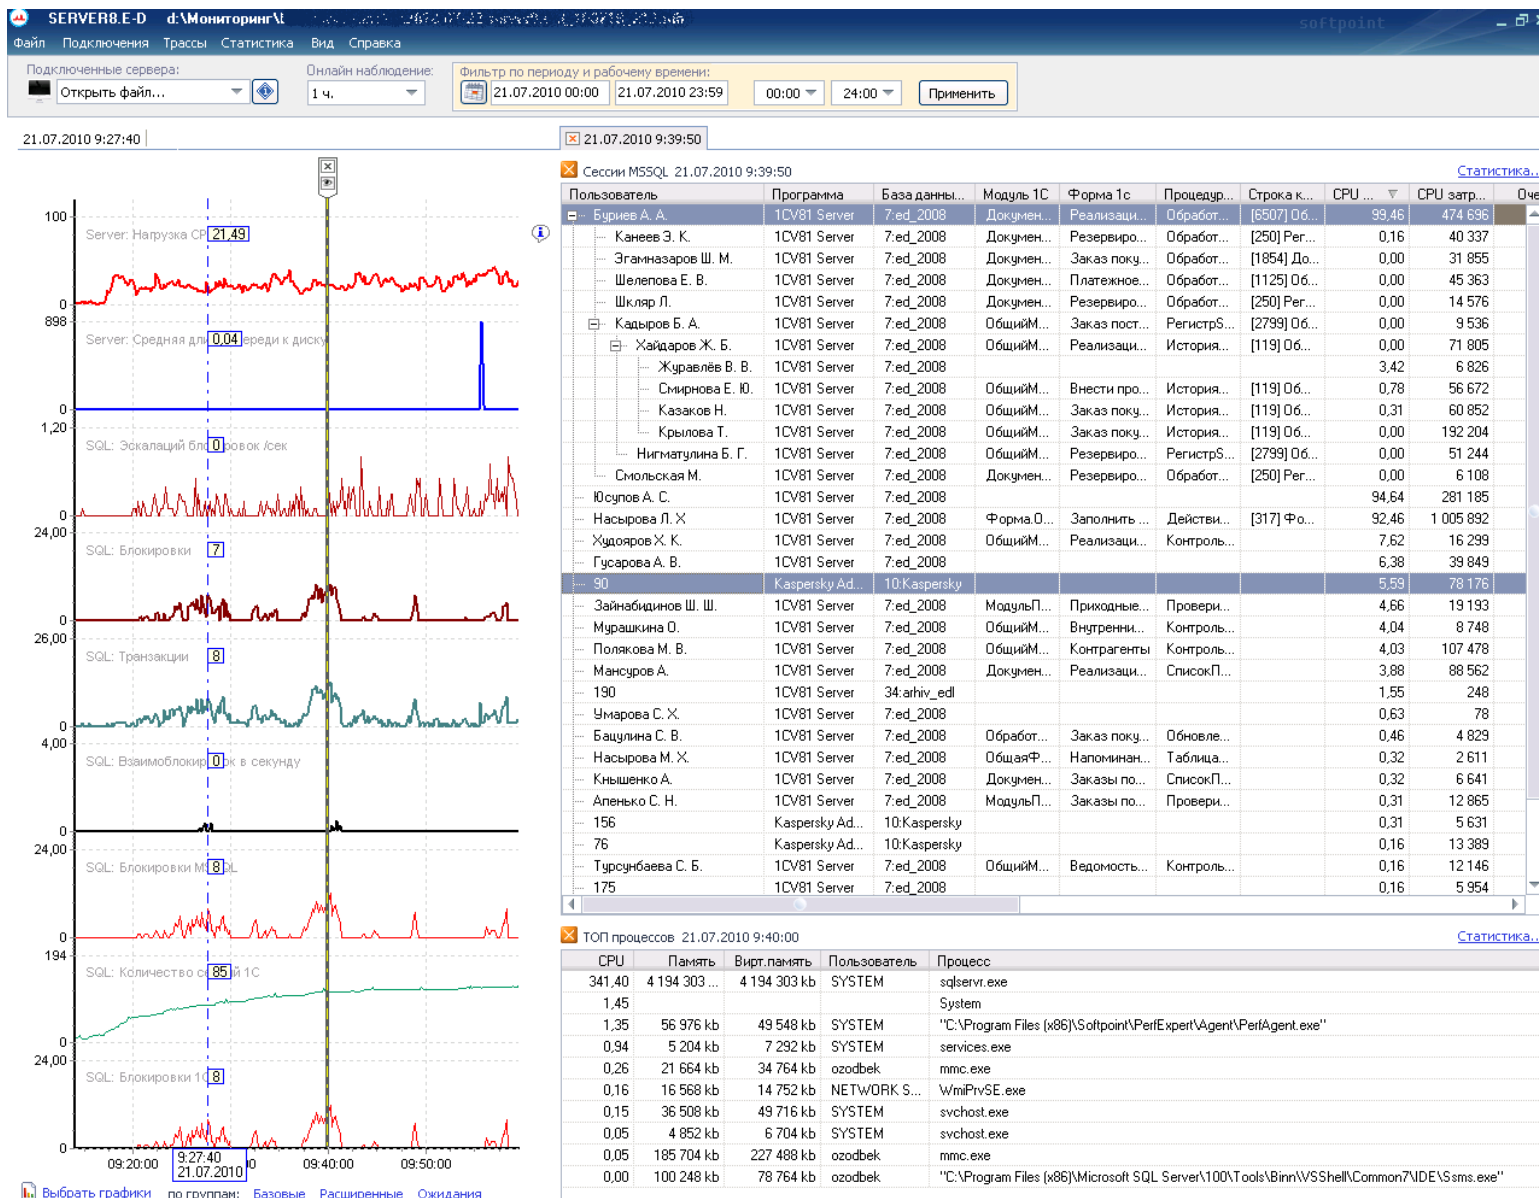 SERVER8.E-D d:\Мониторинг\t
softpoint
Файл Подключения Трассы Статистика Вид Справка
Подключенные сервера: Онлайн наблюдение: Фильтр по периоду и рабочему времени:
Открыть файл... 1 ч. 21.07.2010 00:00 21.07.2010 23:59 00:00 24:00 Применить
21.07.2010 9:27:40
100
Server: Нагрузка CP 21,49
0
898
Server: Средняя дли 0,04 ереди к диску
0
1,20
SQL: Эскалаций бло 0 ровок /сек
0
24,00
SQL: Блокировки 7
0
26,00
SQL: Транзакции 8
0
4,00
SQL: Взаимоблокир 0 ок в секунду
0
24,00
SQL: Блокировки MS 8 QL
0
194
SQL: Количество се 85 й 1С
0
24,00
SQL: Блокировки 1С 8
0
09:20:00 9:27:40 09:40:00 09:50:00
21.07.2010
Выбрать графики по группам: Базовые Расширенные Ожидания
21.07.2010 9:39:50
Сессии MSSQL 21.07.2010 9:39:50 Статистика...
Пользователь Программа База данны... Модуль 1С Форма 1с Процедур... Строка к... CPU ... CPU затр... Оче
Буриев А. А. 1CV81 Server 7:ed_2008 Докумен... Реализаци... Обработ... [6507] Об... 99,46 474 696
Канеев Э. К. 1CV81 Server 7:ed_2008 Докумен... Резервиро... Обработ... [250] Рег... 0,16 40 337
Эгамназаров Ш. М. 1CV81 Server 7:ed_2008 Докумен... Заказ поку... Обработ... [1854] До... 0,00 31 855
Шелепова Е. В. 1CV81 Server 7:ed_2008 Докумен... Платежное... Обработ... [1125] Об... 0,00 45 363
Шкляр Л. 1CV81 Server 7:ed_2008 Докумен... Резервиро... Обработ... [250] Рег... 0,00 14 576
Кадыров Б. А. 1CV81 Server 7:ed_2008 ОбщийМ... Заказ пост... РегистрS... [2799] Об... 0,00 9 536
Хайдаров Ж. Б. 1CV81 Server 7:ed_2008 ОбщийМ... Реализаци... История... [119] Об... 0,00 71 805
Журавлёв В. В. 1CV81 Server 7:ed_2008 3,42 6 826
Смирнова Е. Ю. 1CV81 Server 7:ed_2008 ОбщийМ... Внести про... История... [119] Об... 0,78 56 672
Казаков Н. 1CV81 Server 7:ed_2008 ОбщийМ... Заказ поку... История... [119] Об... 0,31 60 852
Крылова Т. 1CV81 Server 7:ed_2008 ОбщийМ... Заказ поку... История... [119] Об... 0,00 192 204
Нигматулина Б. Г. 1CV81 Server 7:ed_2008 ОбщийМ... Резервиро... РегистрS... [2799] Об... 0,00 51 244
Смольская М. 1CV81 Server 7:ed_2008 Докумен... Резервиро... Обработ... [250] Рег... 0,00 6 108
Юсупов А. С. 1CV81 Server 7:ed_2008 94,64 281 185
Насырова Л. Х 1CV81 Server 7:ed_2008 Форма.О... Заполнить ... Действи... [317] Фо... 92,46 1 005 892
Худояров Х. К. 1CV81 Server 7:ed_2008 ОбщийМ... Реализаци... Контроль... 7,62 16 299
Гусарова А. В. 1CV81 Server 7:ed_2008 6,38 39 849
90 Kaspersky Ad... 10:Kaspersky 5,59 78 176
Зайнабидинов Ш. Ш. 1CV81 Server 7:ed_2008 МодульП... Приходные... Провери... 4,66 19 193
Мурашкина О. 1CV81 Server 7:ed_2008 ОбщийМ... Внутренни... Контроль... 4,04 8 748
Полякова М. В. 1CV81 Server 7:ed_2008 ОбщийМ... Контрагенты Контроль... 4,03 107 478
Мансуров А. 1CV81 Server 7:ed_2008 Докумен... Реализаци... СписокП... 3,88 88 562
190 1CV81 Server 34:arhiv_edl 1,55 248
Умарова С. Х. 1CV81 Server 7:ed_2008 0,63 78
Бацулина С. В. 1CV81 Server 7:ed_2008 Обработ... Заказ поку... Обновле... 0,46 4 829
Насырова М. Х. 1CV81 Server 7:ed_2008 ОбщаяФ... Напоминан... Таблица... 0,32 2 611
Кнышенко А. 1CV81 Server 7:ed_2008 Докумен... Заказы по... СписокП... 0,32 6 641
Апенько С. Н. 1CV81 Server 7:ed_2008 МодульП... Заказы по... Провери... 0,31 12 865
156 Kaspersky Ad... 10:Kaspersky 0,31 5 631
76 Kaspersky Ad... 10:Kaspersky 0,16 13 389
Турсунбаева С. Б. 1CV81 Server 7:ed_2008 ОбщийМ... Ведомость... Контроль... 0,16 12 146
175 1CV81 Server 7:ed_2008 0,16 5 954
ТОП процессов 21.07.2010 9:40:00 Статистика...
CPU Память Вирт.память Пользователь Процесс
341,40 4 194 303 ... 4 194 303 kb SYSTEM sqlservr.exe
1,45 System
1,35 56 976 kb 49 548 kb SYSTEM "C:\Program Files (x86)\Softpoint\PerfExpert\Agent\PerfAgent.exe"
0,94 5 204 kb 7 292 kb SYSTEM services.exe
0,26 21 664 kb 34 764 kb ozodbek mmc.exe
0,16 16 568 kb 14 752 kb NETWORK S... WmiPrvSE.exe
0,15 36 508 kb 49 716 kb SYSTEM svchost.exe
0,05 4 852 kb 6 704 kb SYSTEM svchost.exe
0,05 185 704 kb 227 488 kb ozodbek mmc.exe
0,00 100 248 kb 78 764 kb ozodbek "C:\Program Files (x86)\Microsoft SQL Server\100\Tools\Binn\VSShell\Common7\IDE\Ssms.exe"